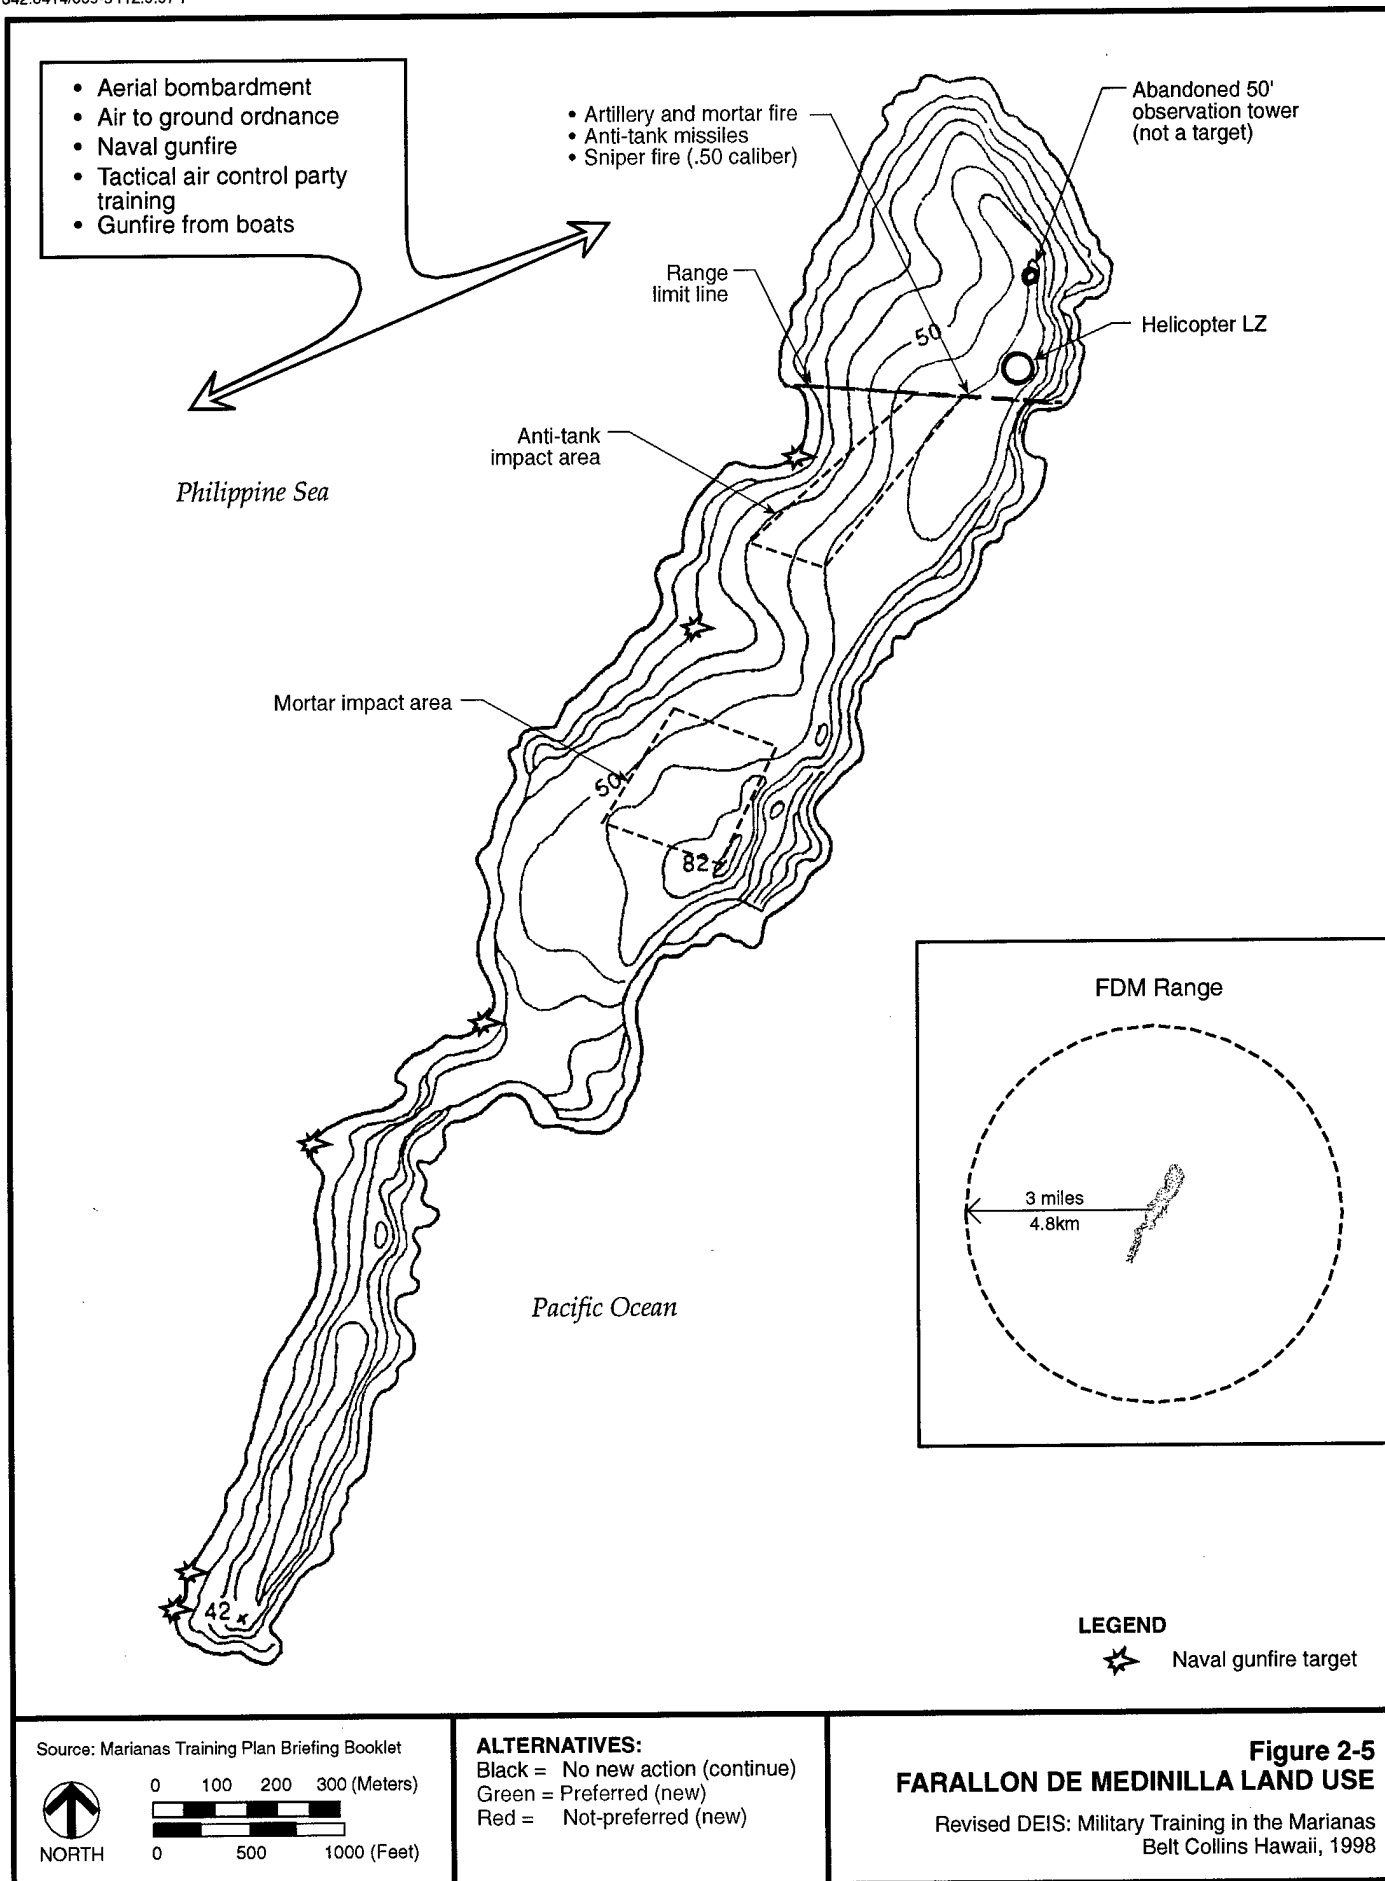 • Aerial bombardment
• Air to ground ordnance
• Naval gunfire
• Tactical air control party
training
• Gunfire from boats
• Artillery and mortar fire
• Anti-tank missiles
• Sniper fire (.50 caliber)
Abandoned 50'
observation tower
(not a target)
Range
limit line
50
Helicopter LZ
Anti-tank
impact area
Philippine Sea
Mortar impact area
50
82
FDM Range
3 miles
4.8km
Pacific Ocean
42 x
LEGEND
Naval gunfire target
Source: Marianas Training Plan Briefing Booklet
0 100 200 300 (Meters)
NORTH
0 500 1000 (Feet)
ALTERNATIVES:
Black = No new action (continue)
Green = Preferred (new)
Red = Not-preferred (new)
Figure 2-5
FARALLON DE MEDINILLA LAND USE
Revised DEIS: Military Training in the Marianas
Belt Collins Hawaii, 1998